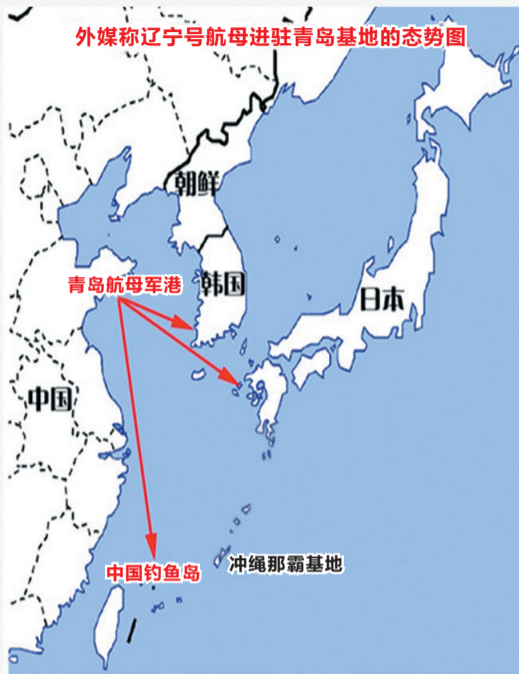 外媒称辽宁号航母进驻青岛基地的态势图
朝鲜
青岛航母军港
韩国
日本
中国
中国钓鱼岛
冲绳那霸基地